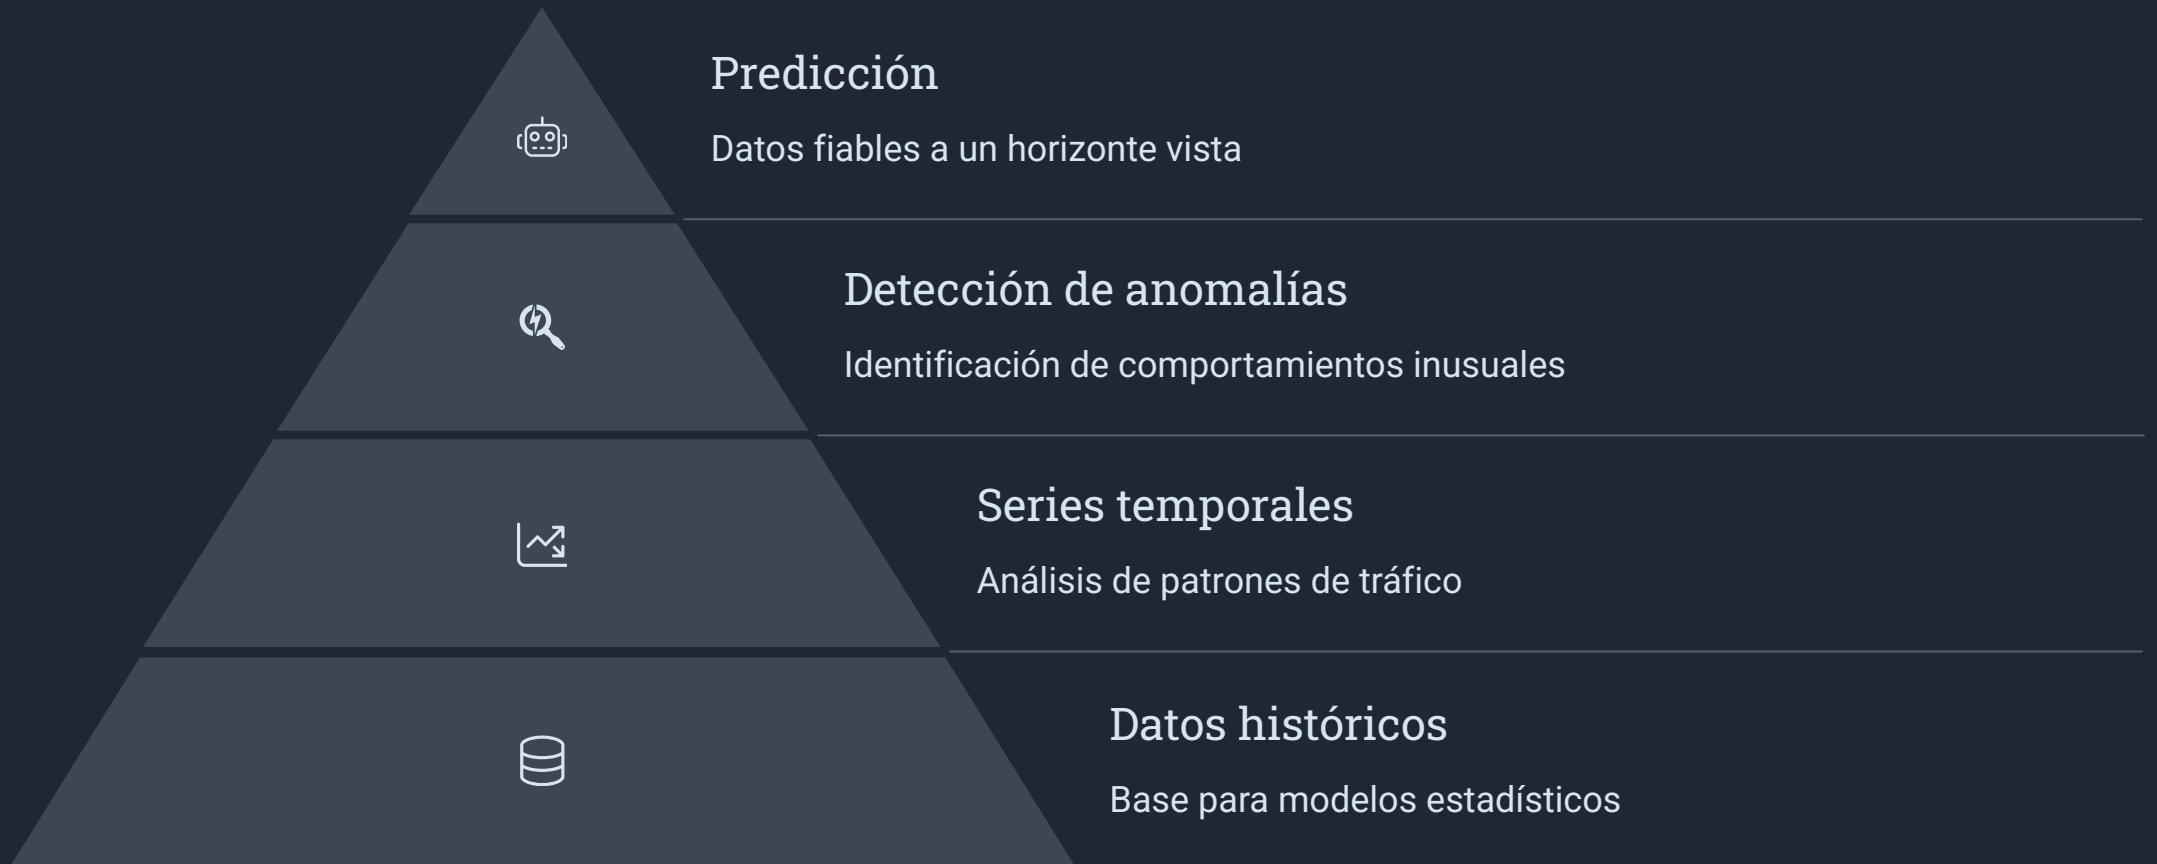 Predicción
Datos fiables a un horizonte vista
Detección de anomalías
Identificación de comportamientos inusuales
Series temporales
Análisis de patrones de tráfico
Datos históricos
Base para modelos estadísticos